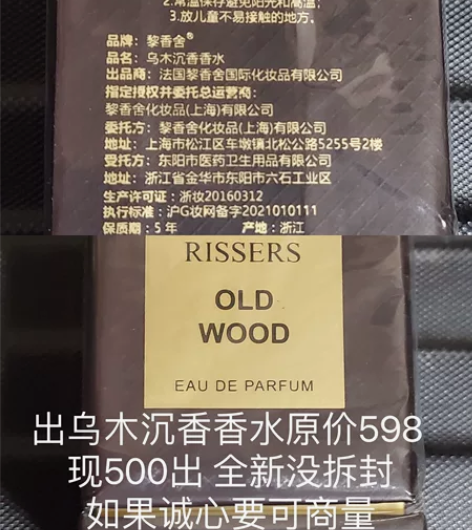 2.常温保存避免阳光和高温;
3.放儿童不易接触的地方。
品牌:黎香舍®
品名:乌木沉香香水
出品商:法国黎香舍国际化妆品有限公司
指定授权并委托总运营商:
黎香舍化妆品(上海)有限公司
委托方:黎香舍化妆品(上海)有限公司
地址:上海市松江区车墩镇北松公路5255号2楼
受托方:东阳市医药卫生用品有限公司
地址:浙江省金华市东阳市六石工业区
生产许可证:浙妆20160312
执行标准:沪G妆网备字2021010111
保质期:5年 产地:浙江
RISSERS
OLD
WOOD
EAU DE PARFUM
出乌木沉香香水原价598
现500出 全新没拆封
如果诚心要可商量